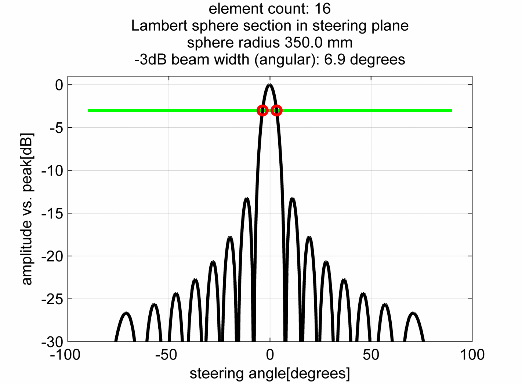 element count: 16
Lambert sphere section in steering plane
sphere radius 350.0 mm
-3dB beam width (angular): 6.9 degrees
0
-5
-10
-15
-20
-25
-30
amplitude vs. peak[dB]
-100
-50
0
50
100
steering angle[degrees]